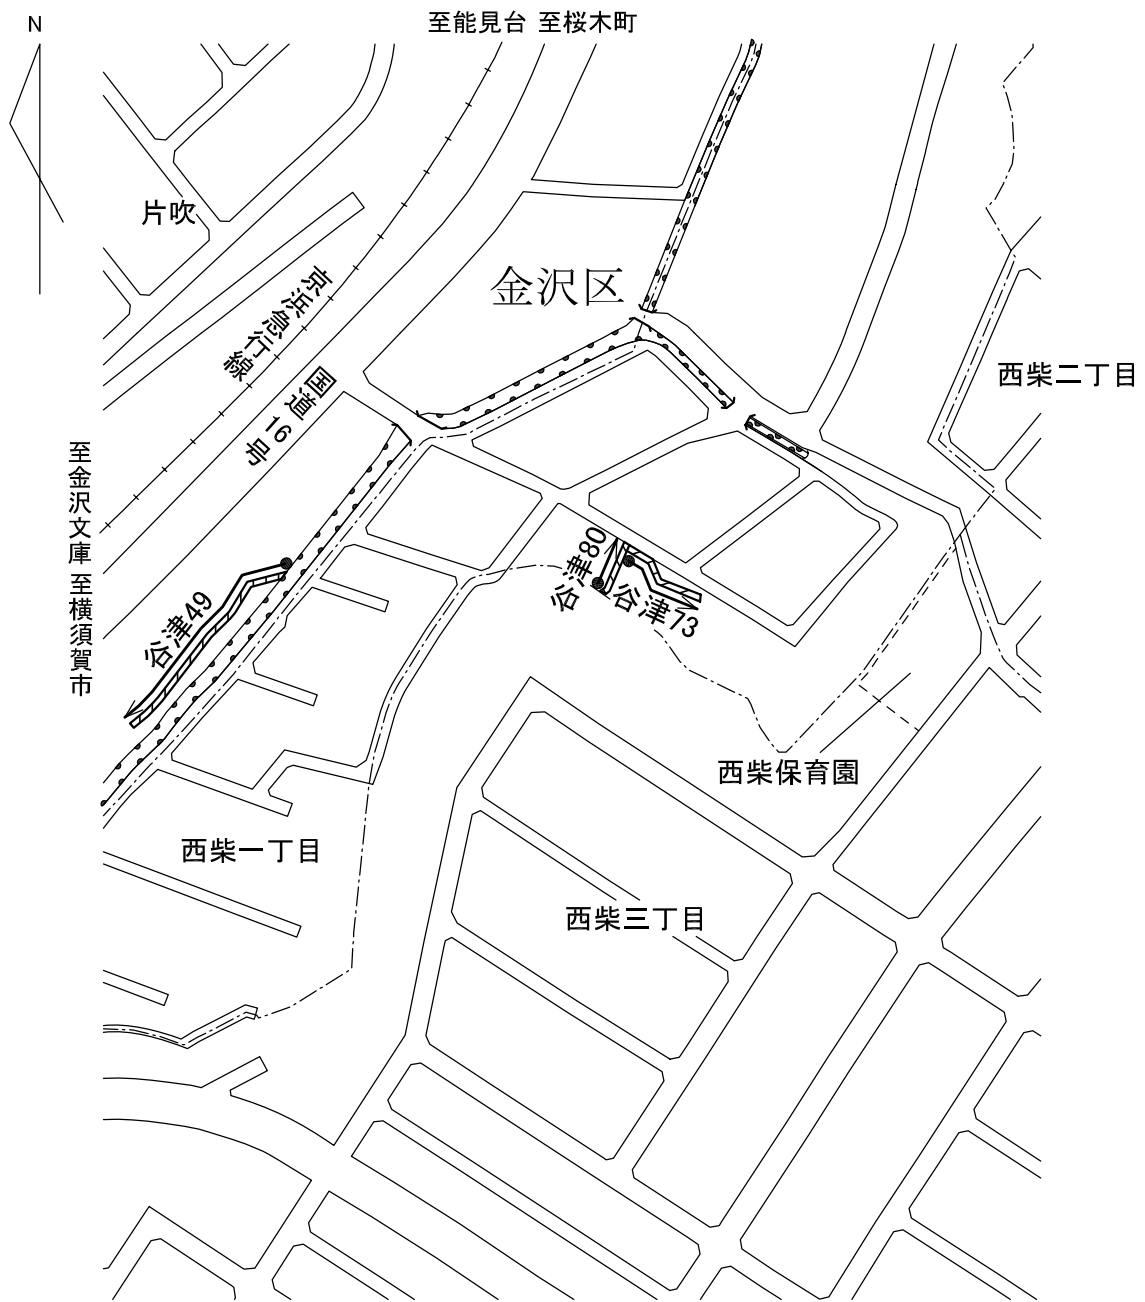 N
至能見台 至桜木町
片吹
金沢区
京浜急行線
国道16号
西柴二丁目
至金沢文庫 至横須賀市
谷津49
谷津80
谷津73
西柴保育園
西柴一丁目
西柴三丁目